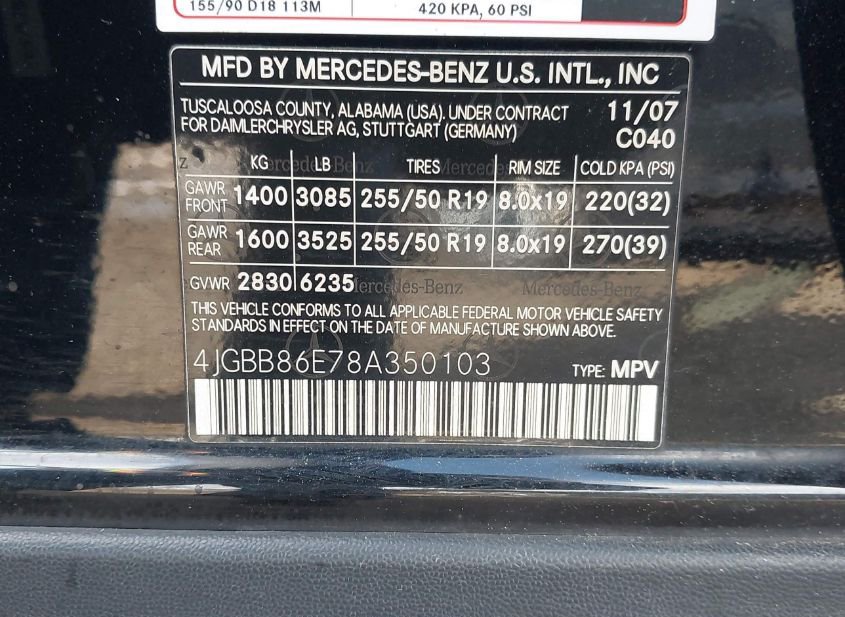 155/90 D18 113M 420 KPA, 60 PSI
MFD BY MERCEDES-BENZ U.S. INTL., INC
TUSCALOOSA COUNTY, ALABAMA (USA). UNDER CONTRACT 11/07
FOR DAIMLERCHRYSLER AG, STUTTGART (GERMANY) C040
KG LB TIRES RIM SIZE COLD KPA (PSI)
GAWR FRONT 1400 3085 255/50 R19 8.0x19 220(32)
GAWR REAR 1600 3525 255/50 R19 8.0x19 270(39)
GVWR 2830 6235 Mercedes-Benz Mercedes-Benz
THIS VEHICLE CONFORMS TO ALL APPLICABLE FEDERAL MOTOR VEHICLE SAFETY
STANDARDS IN EFFECT ON THE DATE OF MANUFACTURE SHOWN ABOVE.
4JGBB86E78A350103 TYPE: MPV